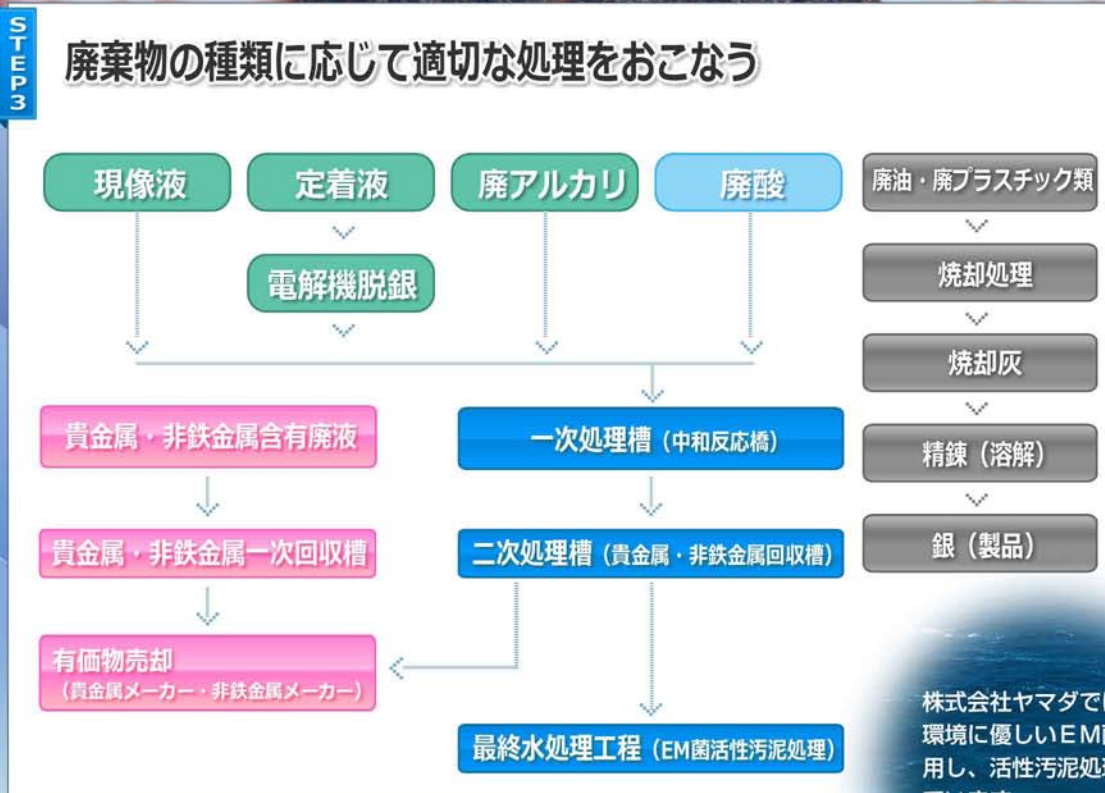 STEP3
廃棄物の種類に応じて適切な処理をおこなう
現像液
定着液
廃アルカリ
廃酸
廃油・廃プラスチック類
電解機脱銀
焼却処理
焼却灰
貴金属・非鉄金属含有廃液
一次処理槽（中和反応橋）
精錬（溶解）
貴金属・非鉄金属一次回収槽
二次処理槽（貴金属・非鉄金属回収槽）
銀（製品）
有価物売却
（貴金属メーカー・非鉄金属メーカー）
最終水処理工程（EM菌活性汚泥処理）
株式会社ヤマダで
環境に優しいEM
用し、活性汚泥処